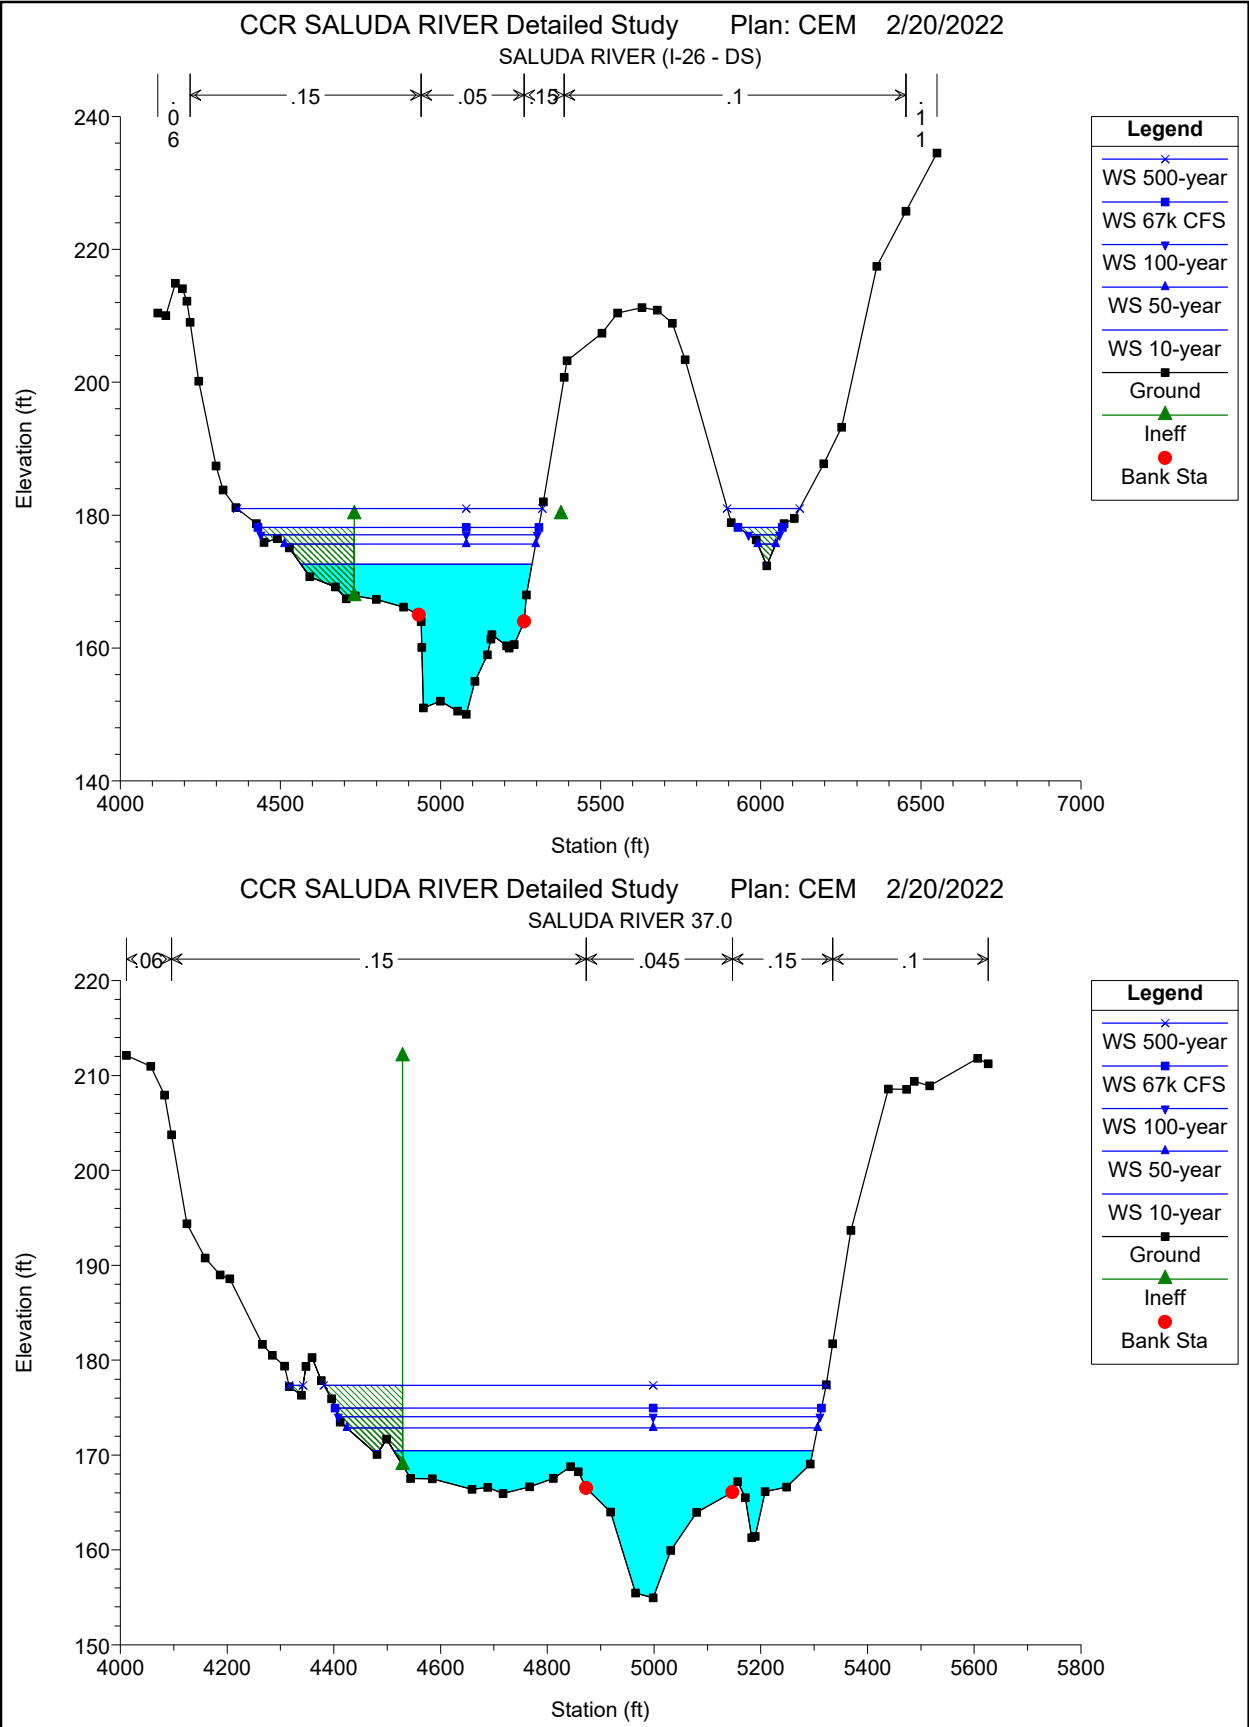 CCR SALUDA RIVER Detailed Study Plan: CEM 2/20/2022
SALUDA RIVER (I-26 - DS)
.06 .15 .05 .15 .1 .11
Legend
WS 500-year
WS 67k CFS
WS 100-year
WS 50-year
WS 10-year
Ground
Ineff
Bank Sta
Elevation (ft)
240
220
200
180
160
140
4000 4500 5000 5500 6000 6500 7000
Station (ft)
CCR SALUDA RIVER Detailed Study Plan: CEM 2/20/2022
SALUDA RIVER 37.0
.06 .15 .045 .15 .1
Legend
WS 500-year
WS 67k CFS
WS 100-year
WS 50-year
WS 10-year
Ground
Ineff
Bank Sta
Elevation (ft)
220
210
200
190
180
170
160
150
4000 4200 4400 4600 4800 5000 5200 5400 5600 5800
Station (ft)